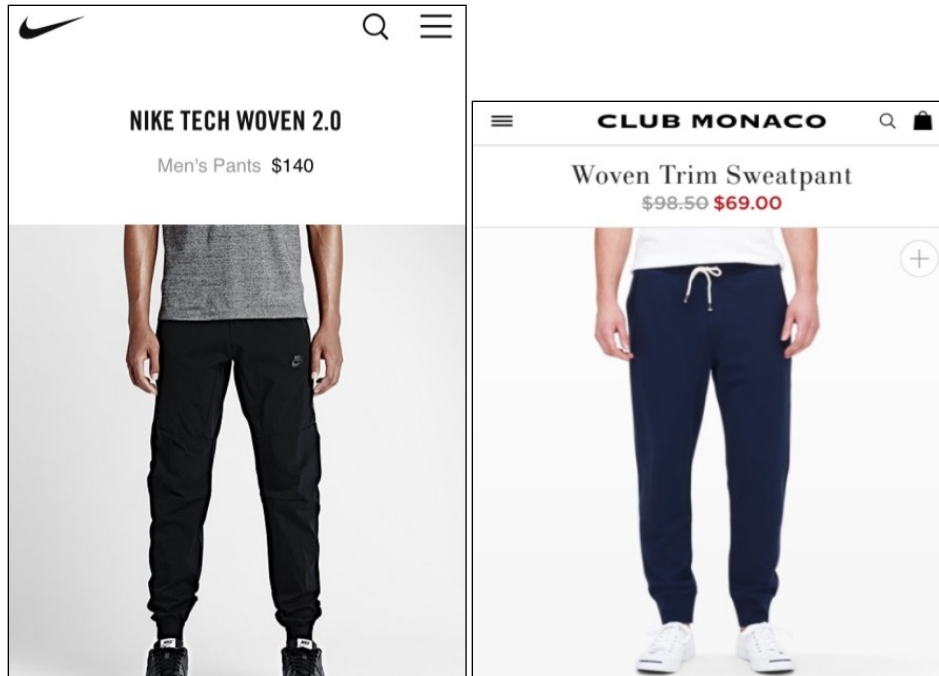 NIKE TECH WOVEN 2.0
Men's Pants $140
CLUB MONACO
Woven Trim Sweatpant
$98.50 $69.00